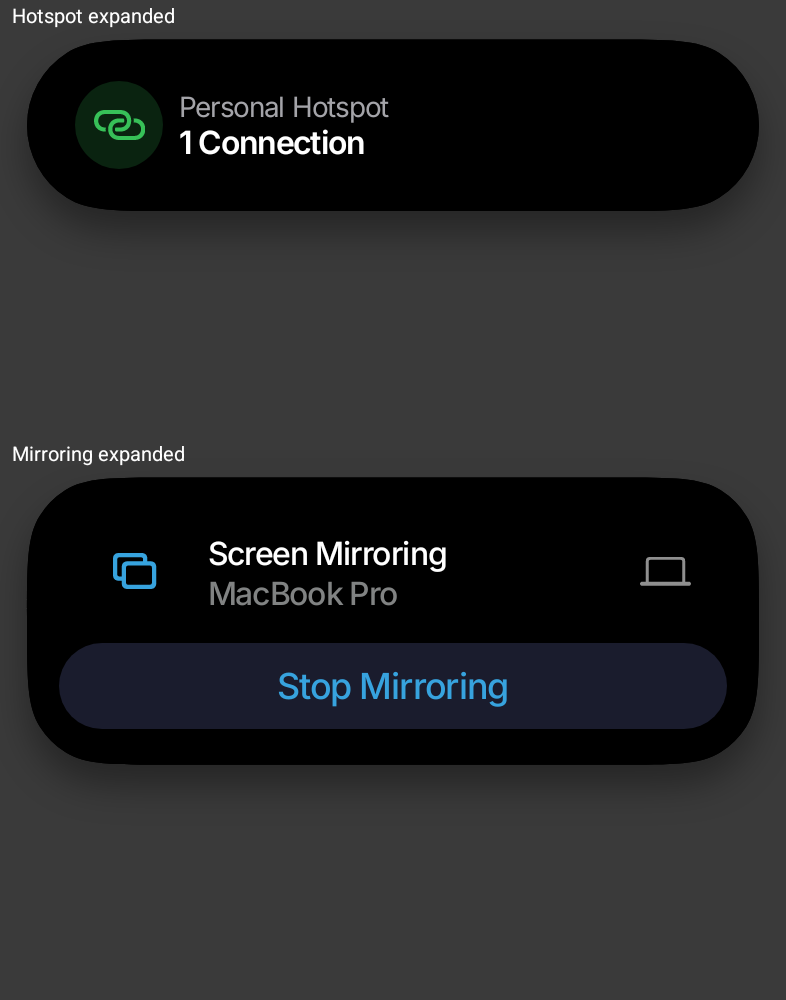 Hotspot expanded
Personal Hotspot
1 Connection
Mirroring expanded
Screen Mirroring
MacBook Pro
Stop Mirroring